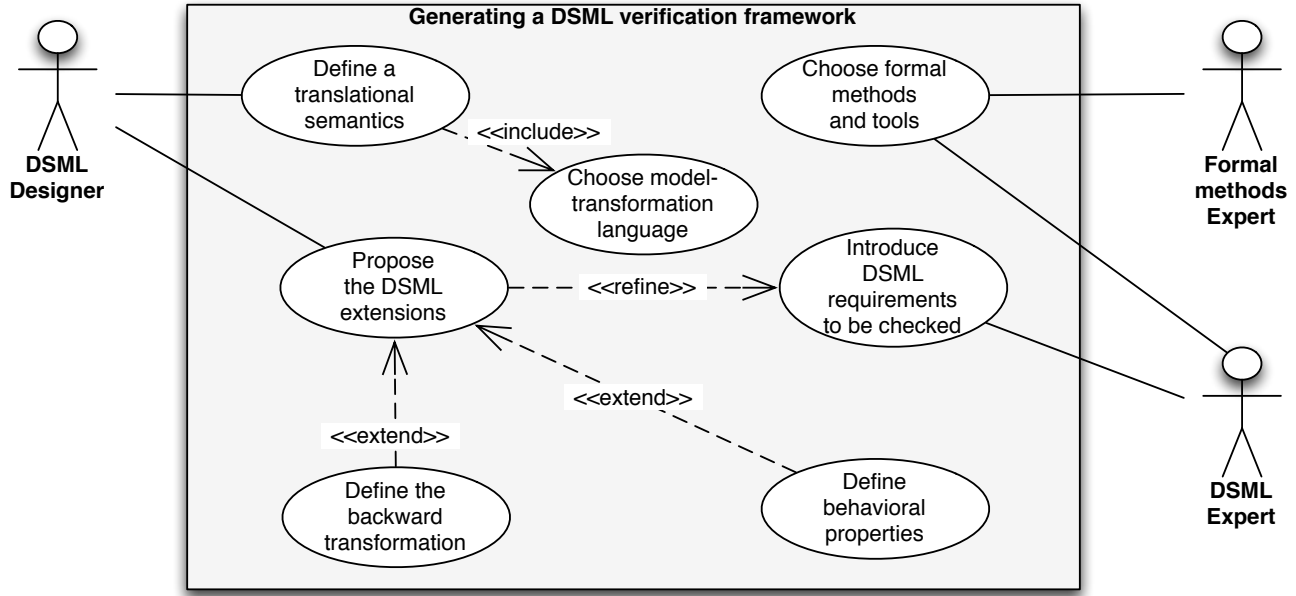 Generating a DSML verification framework
DSML
Designer
Define a
translational
semantics
<<include>>
Choose model-
transformation
language
Choose formal
methods
and tools
Formal
methods
Expert
Propose
the DSML
extensions
<<refine>>
Introduce
DSML
requirements
to be checked
<<extend>>
<<extend>>
Define the
backward
transformation
Define
behavioral
properties
DSML
Expert